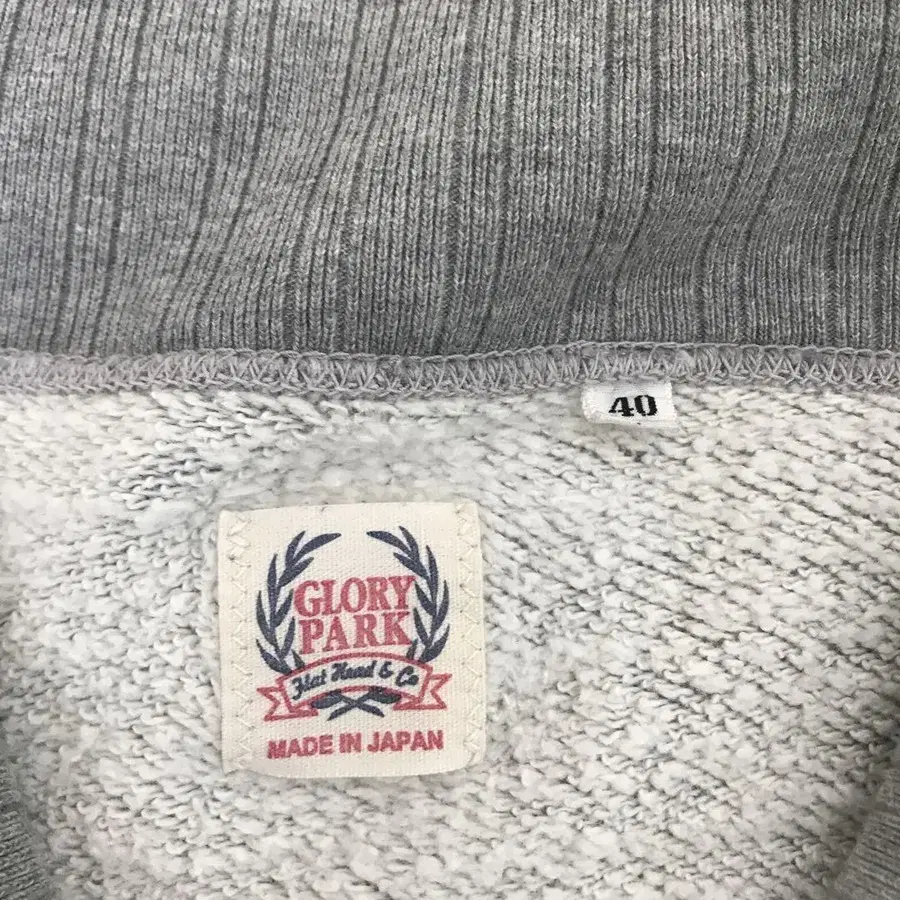 40
GLORY
PARK
Flat Head & Co
MADE IN JAPAN